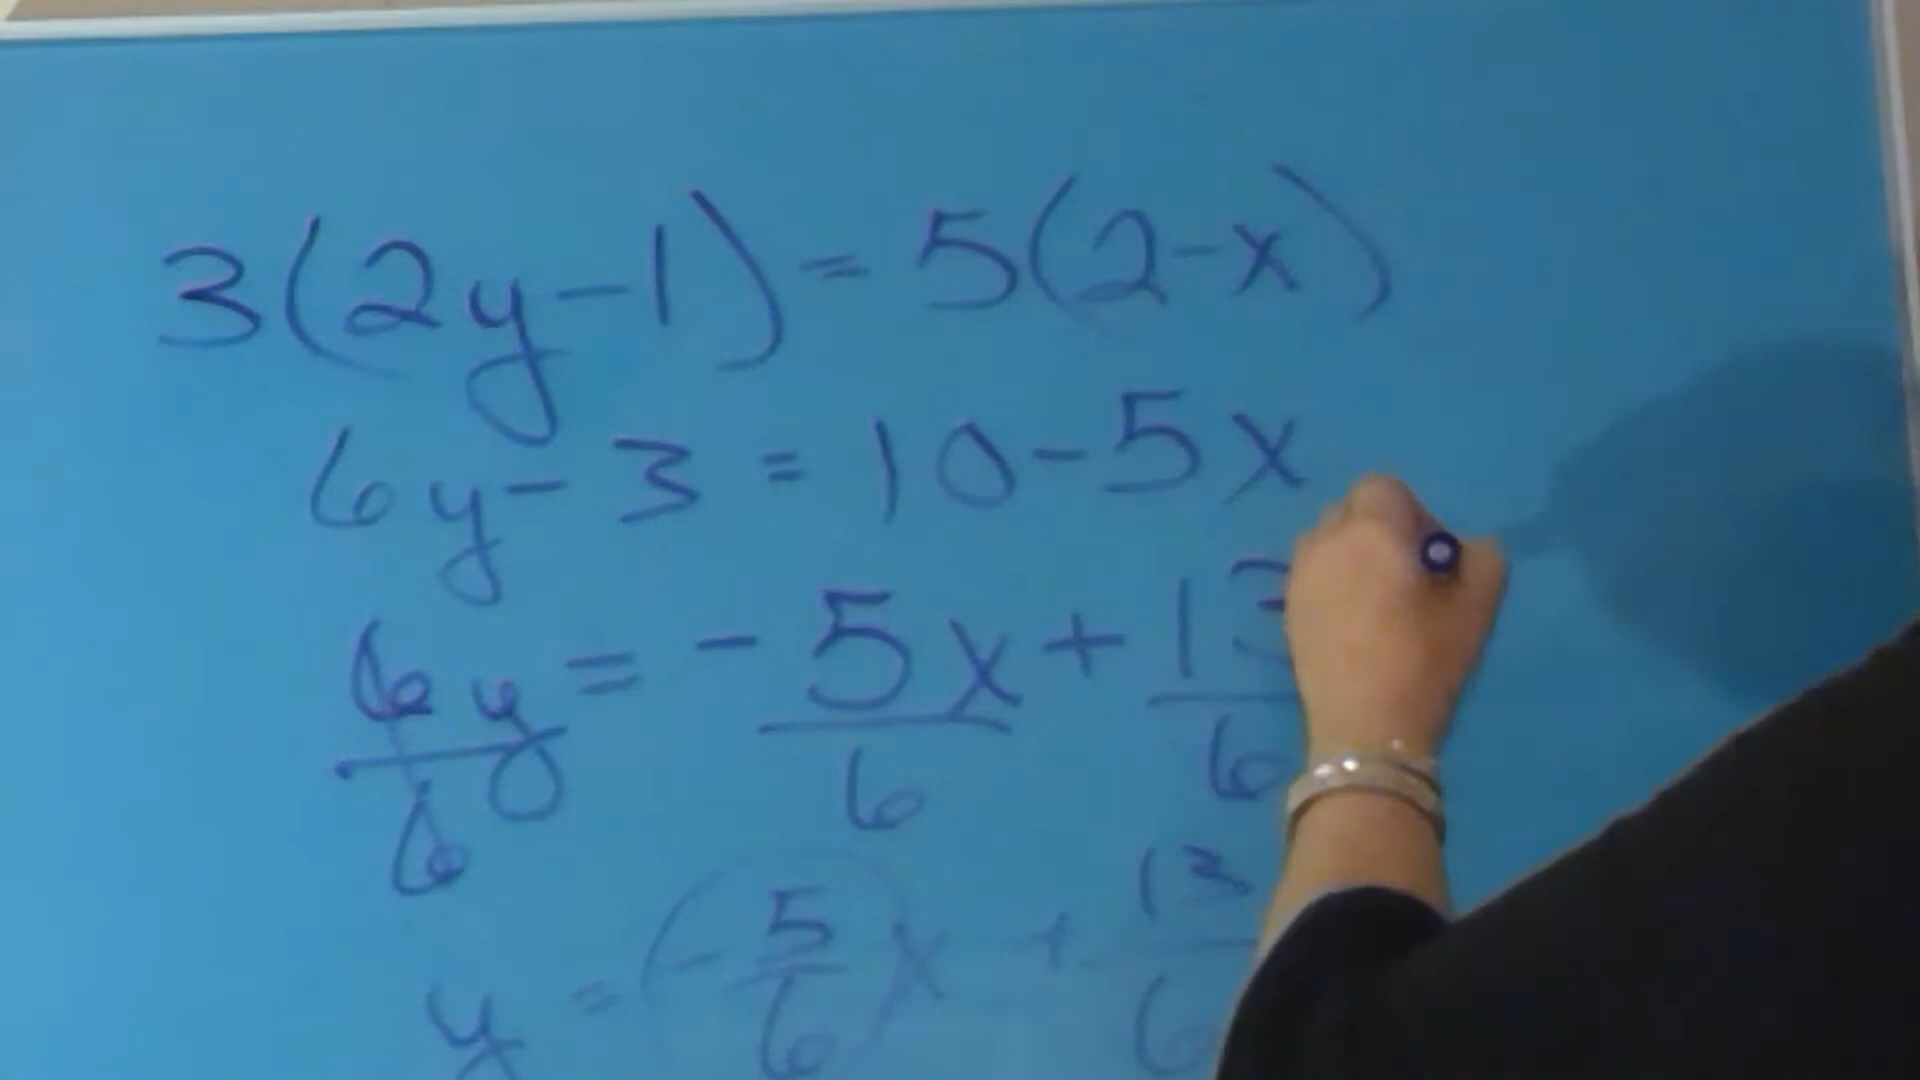 3(2y-1) = 5(2-x)
6y - 3 = 10 - 5x
6y/6 = - 5x/6 + 13/6
y = (- 5/6) x + 13/6